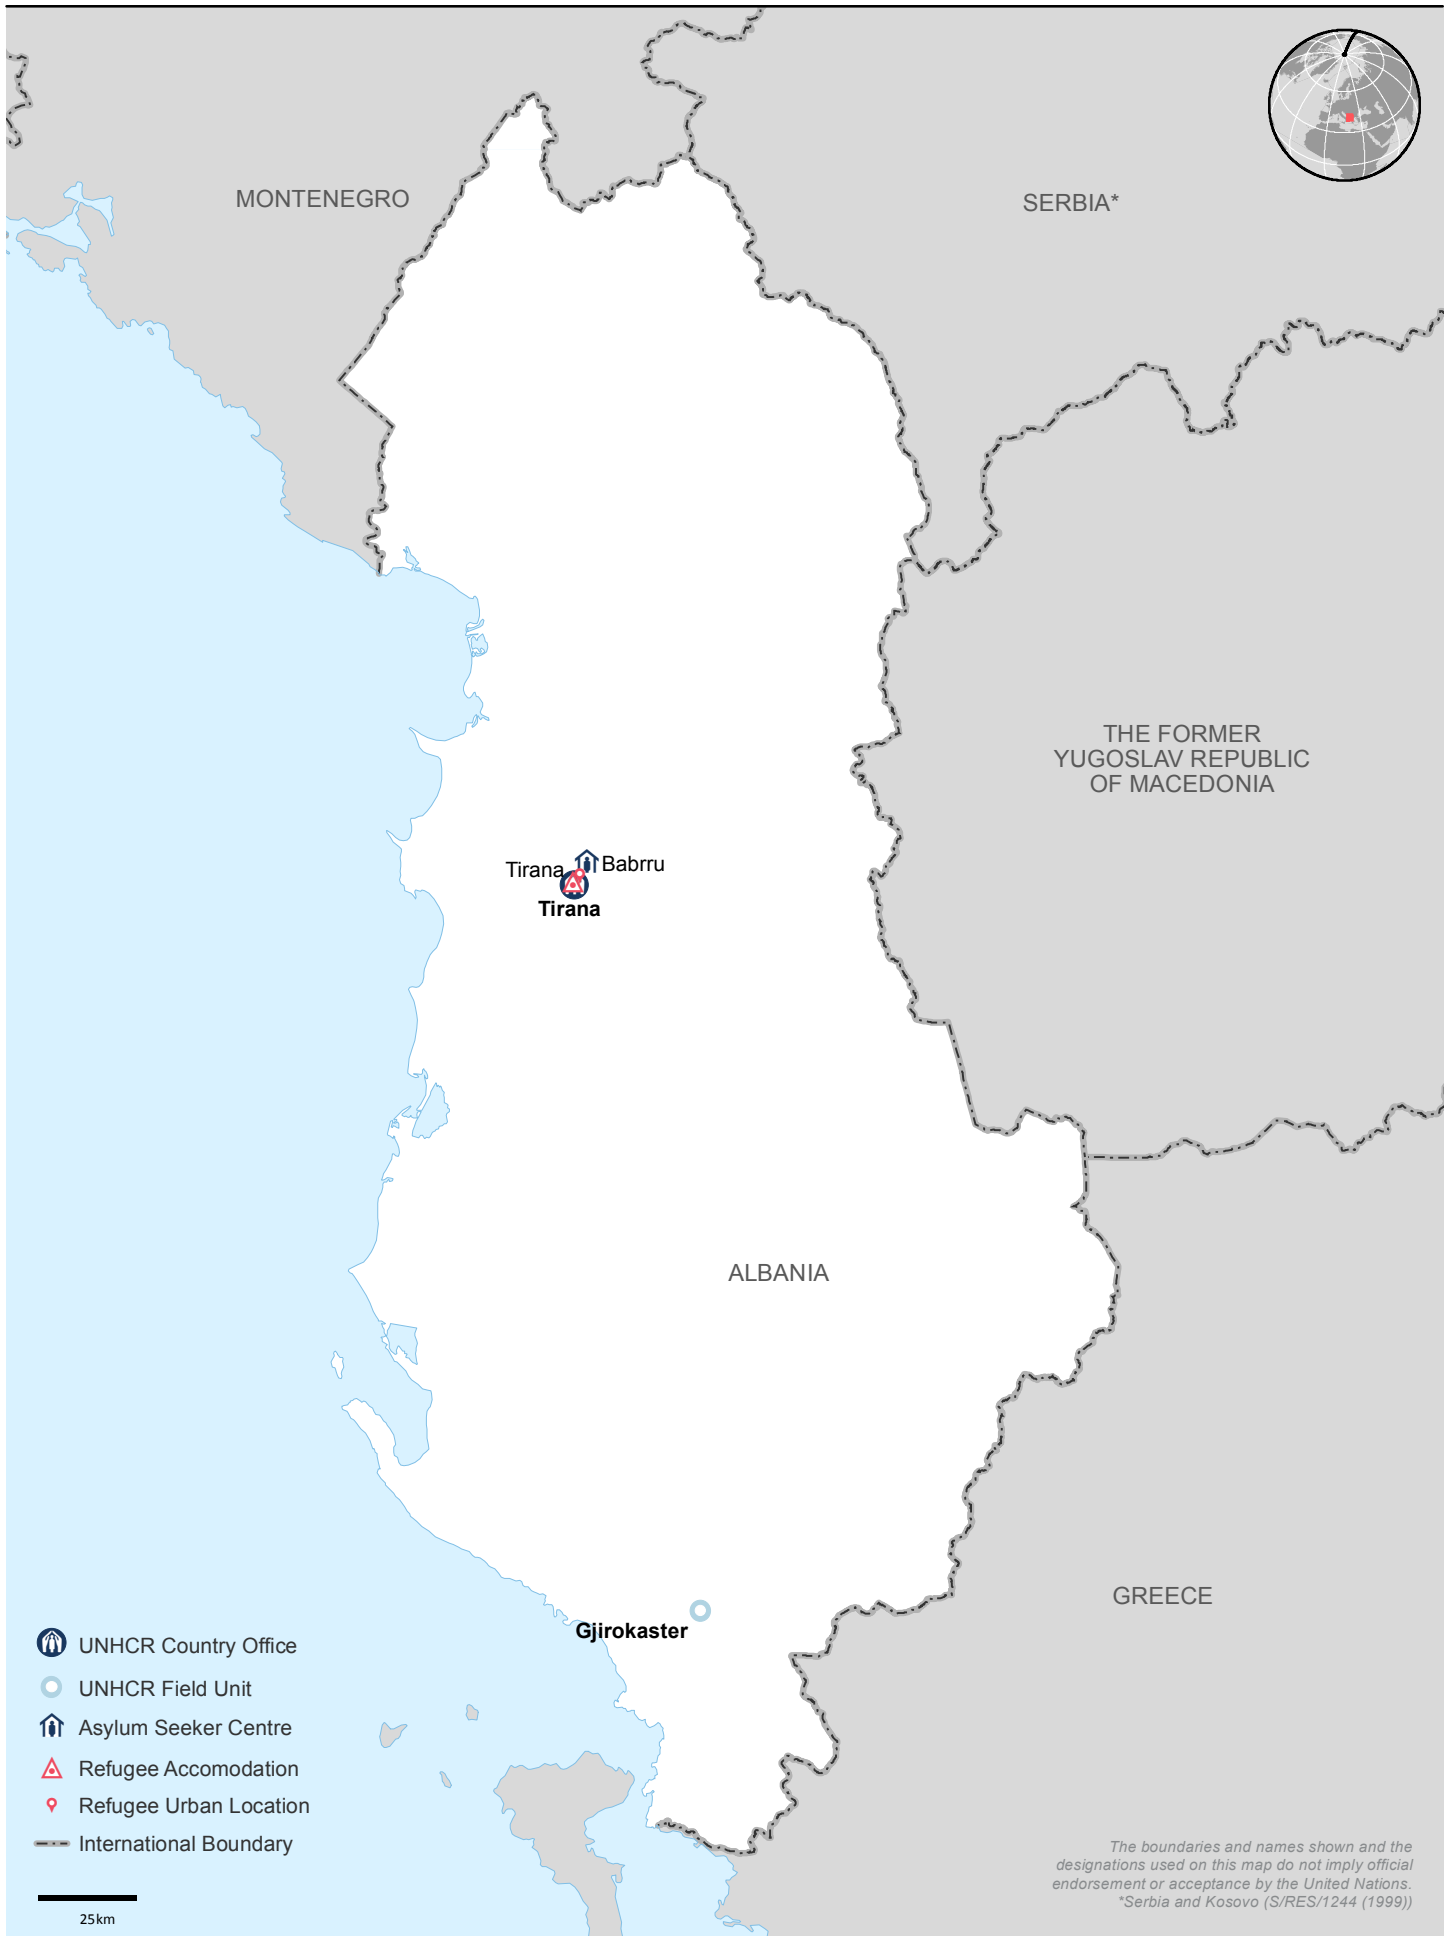 MONTENEGRO
SERBIA*
THE FORMER
YUGOSLAV REPUBLIC
OF MACEDONIA
Tirana
Babrru
Tirana
ALBANIA
GREECE
Gjirokaster
UNHCR Country Office
UNHCR Field Unit
Asylum Seeker Centre
Refugee Accomodation
Refugee Urban Location
International Boundary
25km
The boundaries and names shown and the
designations used on this map do not imply official
endorsement or acceptance by the United Nations.
*Serbia and Kosovo (S/RES/1244 (1999))